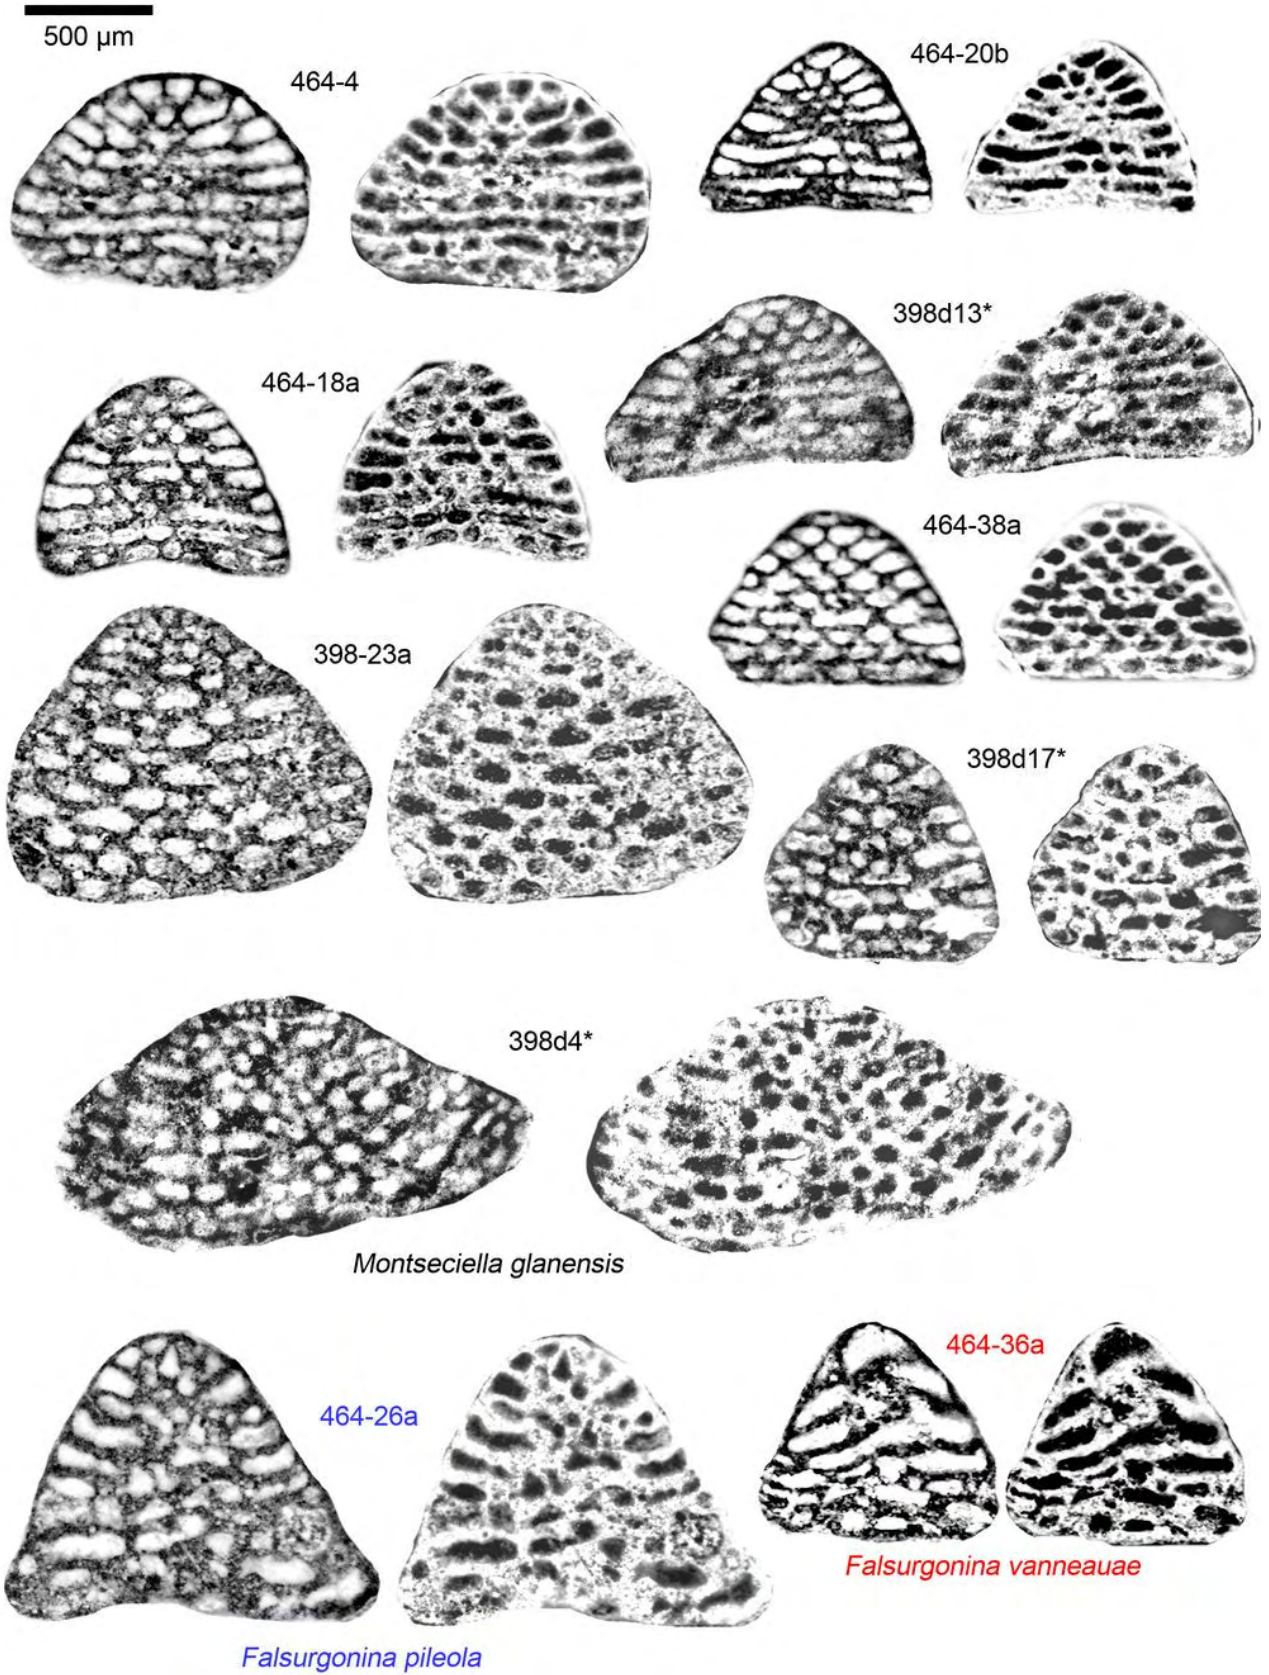 500 µm
464-4
464-20b
398d13*
464-18a
464-38a
398-23a
398d17*
398d4*
Montseciella glanensis
464-36a
464-26a
Falsurgonina vanneauae
Falsurgonina pileola